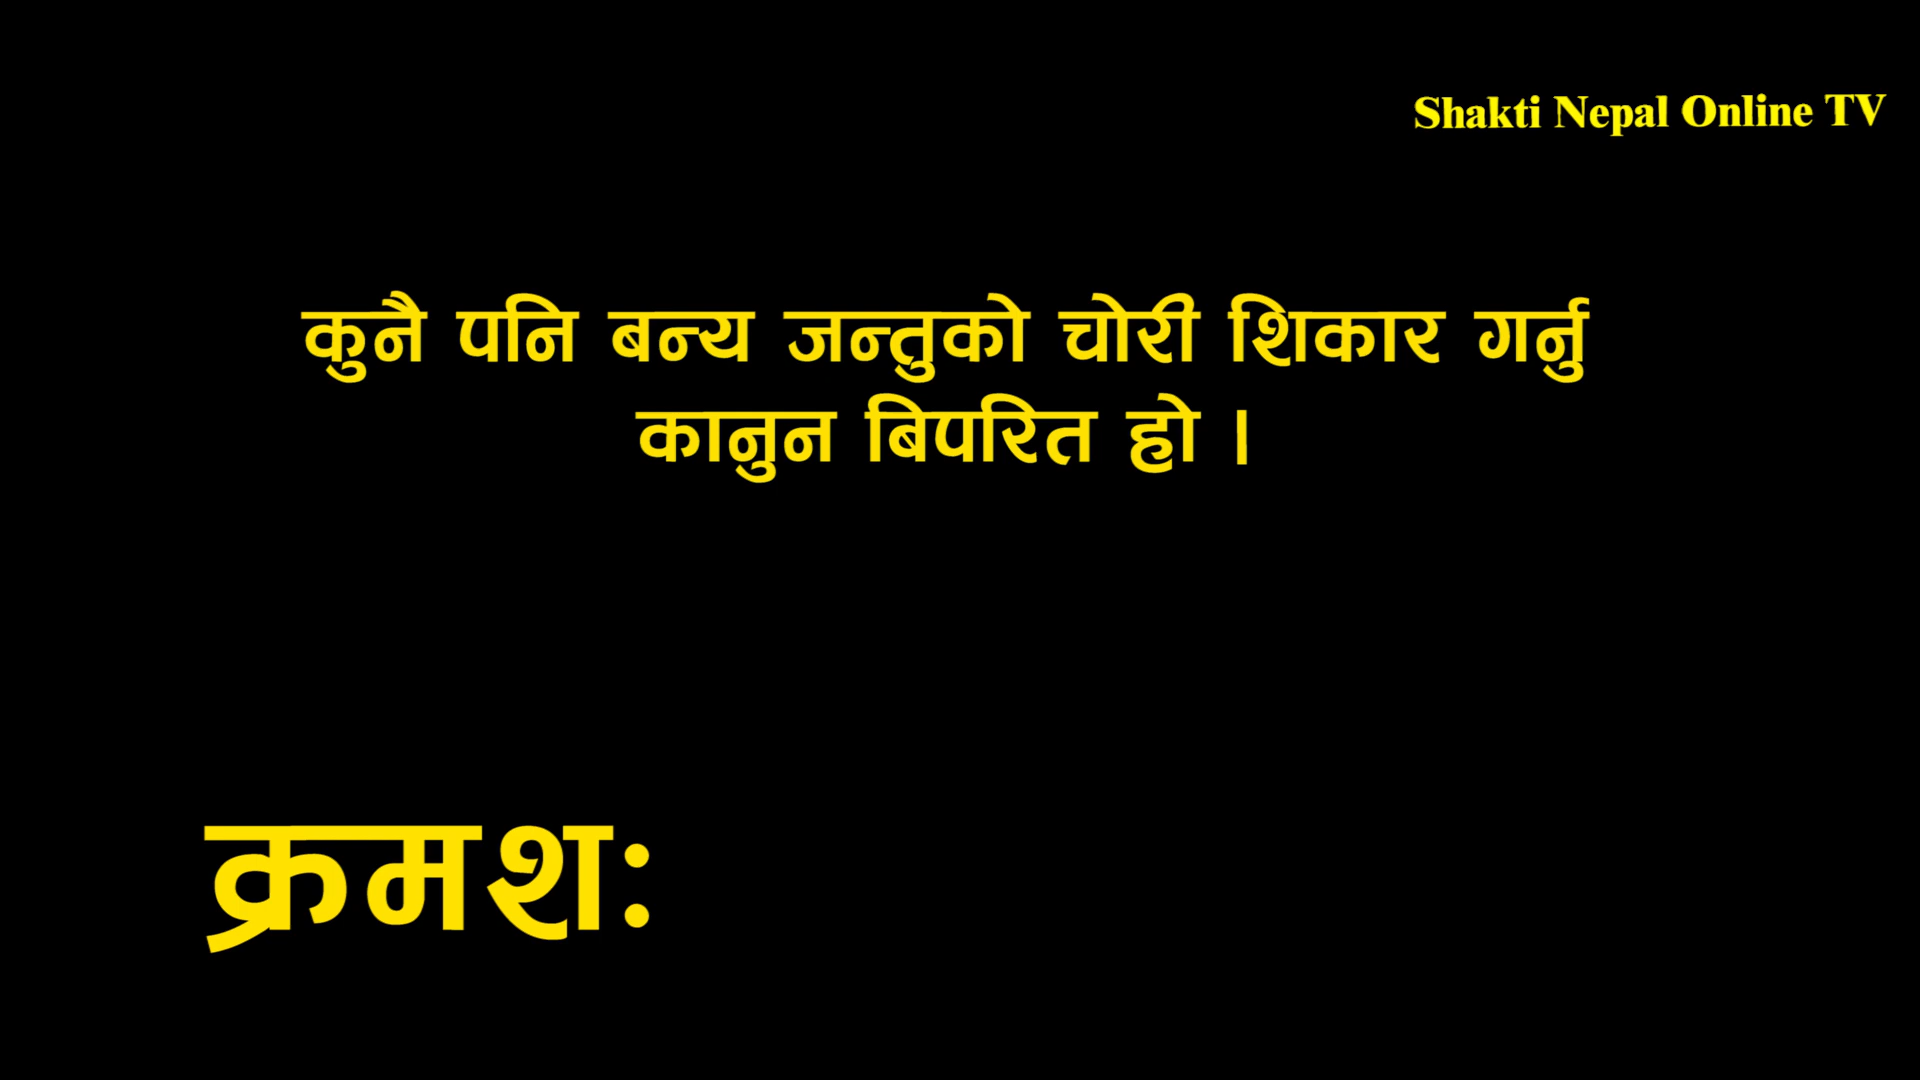 Shakti Nepal Online TV
कुनै पनि बन्य जन्तुको चोरी शिकार गर्नु
कानुन बिपरित हो ।
क्रमशः